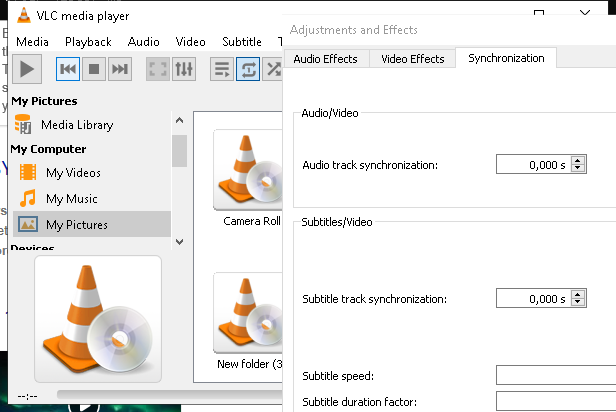 VLC media player
Media Playback Audio Video Subtitle T
My Pictures
Media Library
My Computer
My Videos
My Music
My Pictures
Devices
Camera Roll
New folder (3
--:--
Adjustments and Effects
Audio Effects Video Effects Synchronization
Audio/Video
Audio track synchronization: 0,000 s
Subtitles/Video
Subtitle track synchronization: 0,000 s
Subtitle speed:
Subtitle duration factor: